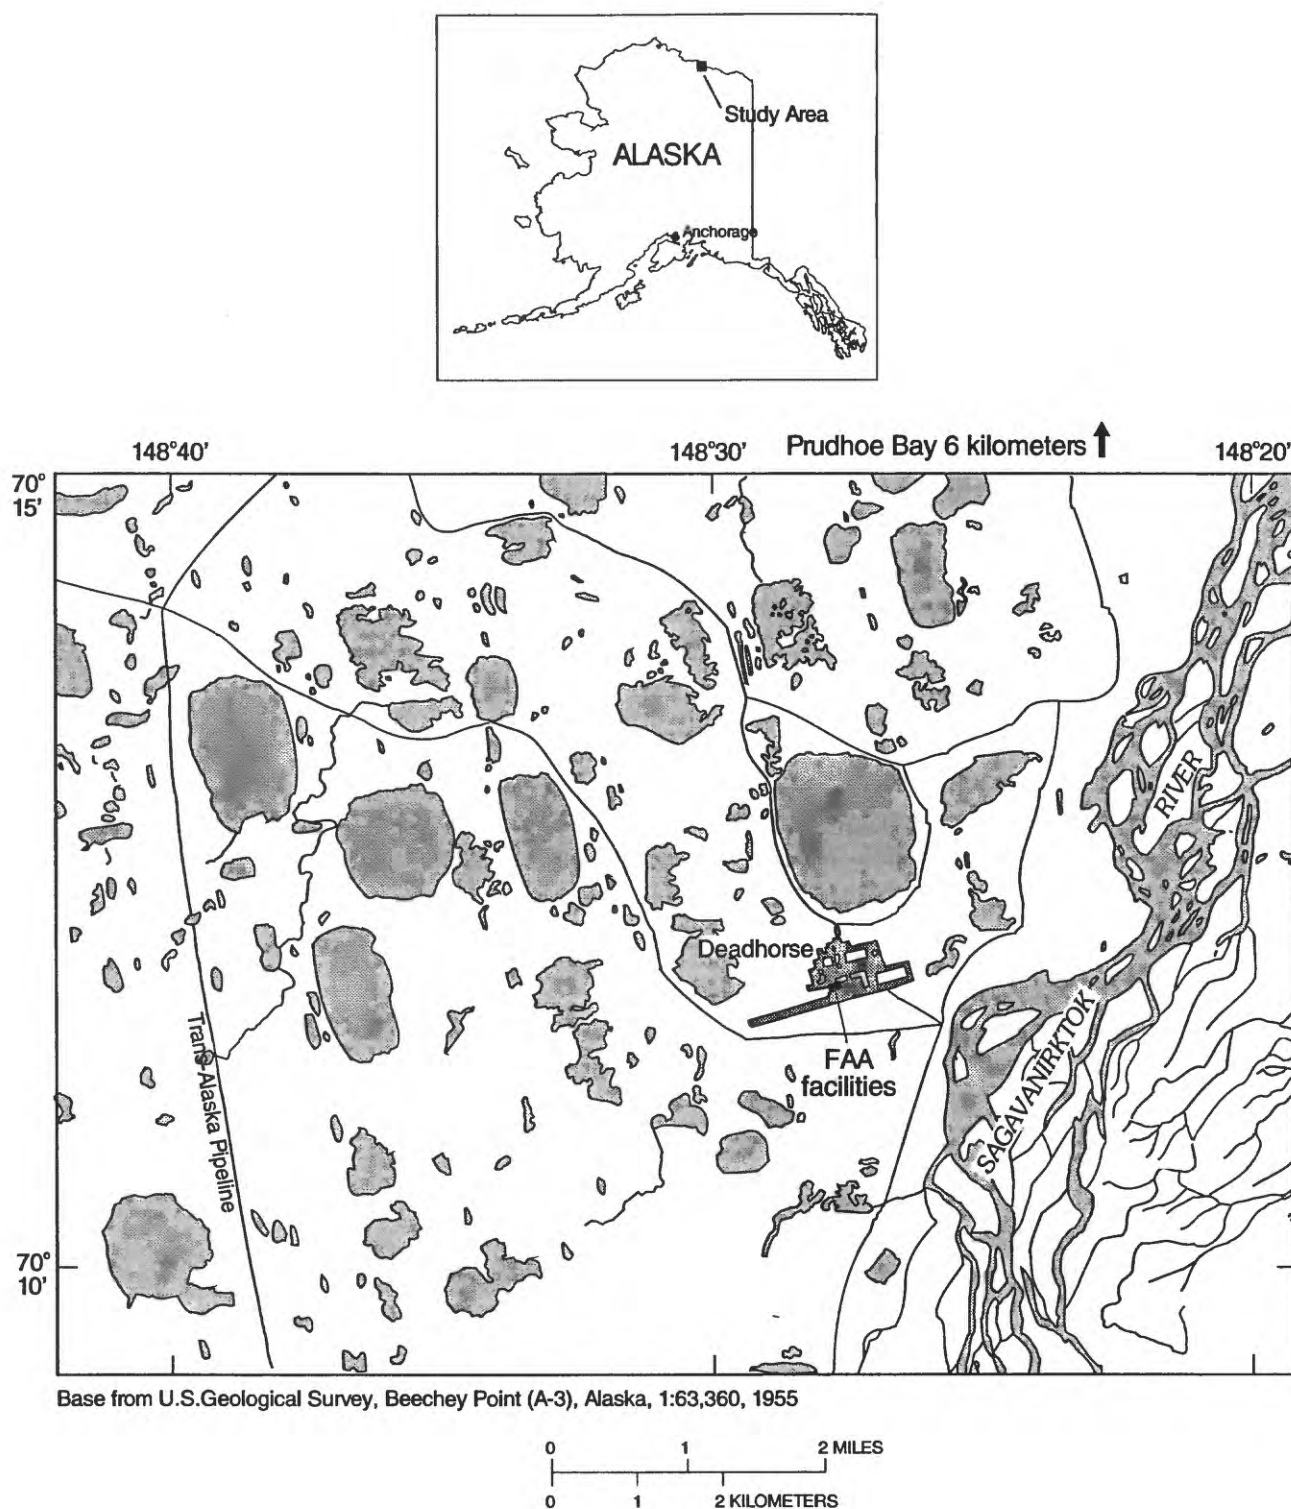 Study Area
ALASKA
Anchorage
148°40'
148°30'
Prudhoe Bay 6 kilometers
148°20'
70°
15'
RIVER
Deadhorse
SAGAVANIRKTOK
FAA
facilities
Trans-Alaska Pipeline
70°
10'
Base from U.S.Geological Survey, Beechey Point (A-3), Alaska, 1:63,360, 1955
0 1 2 MILES
0 1 2 KILOMETERS